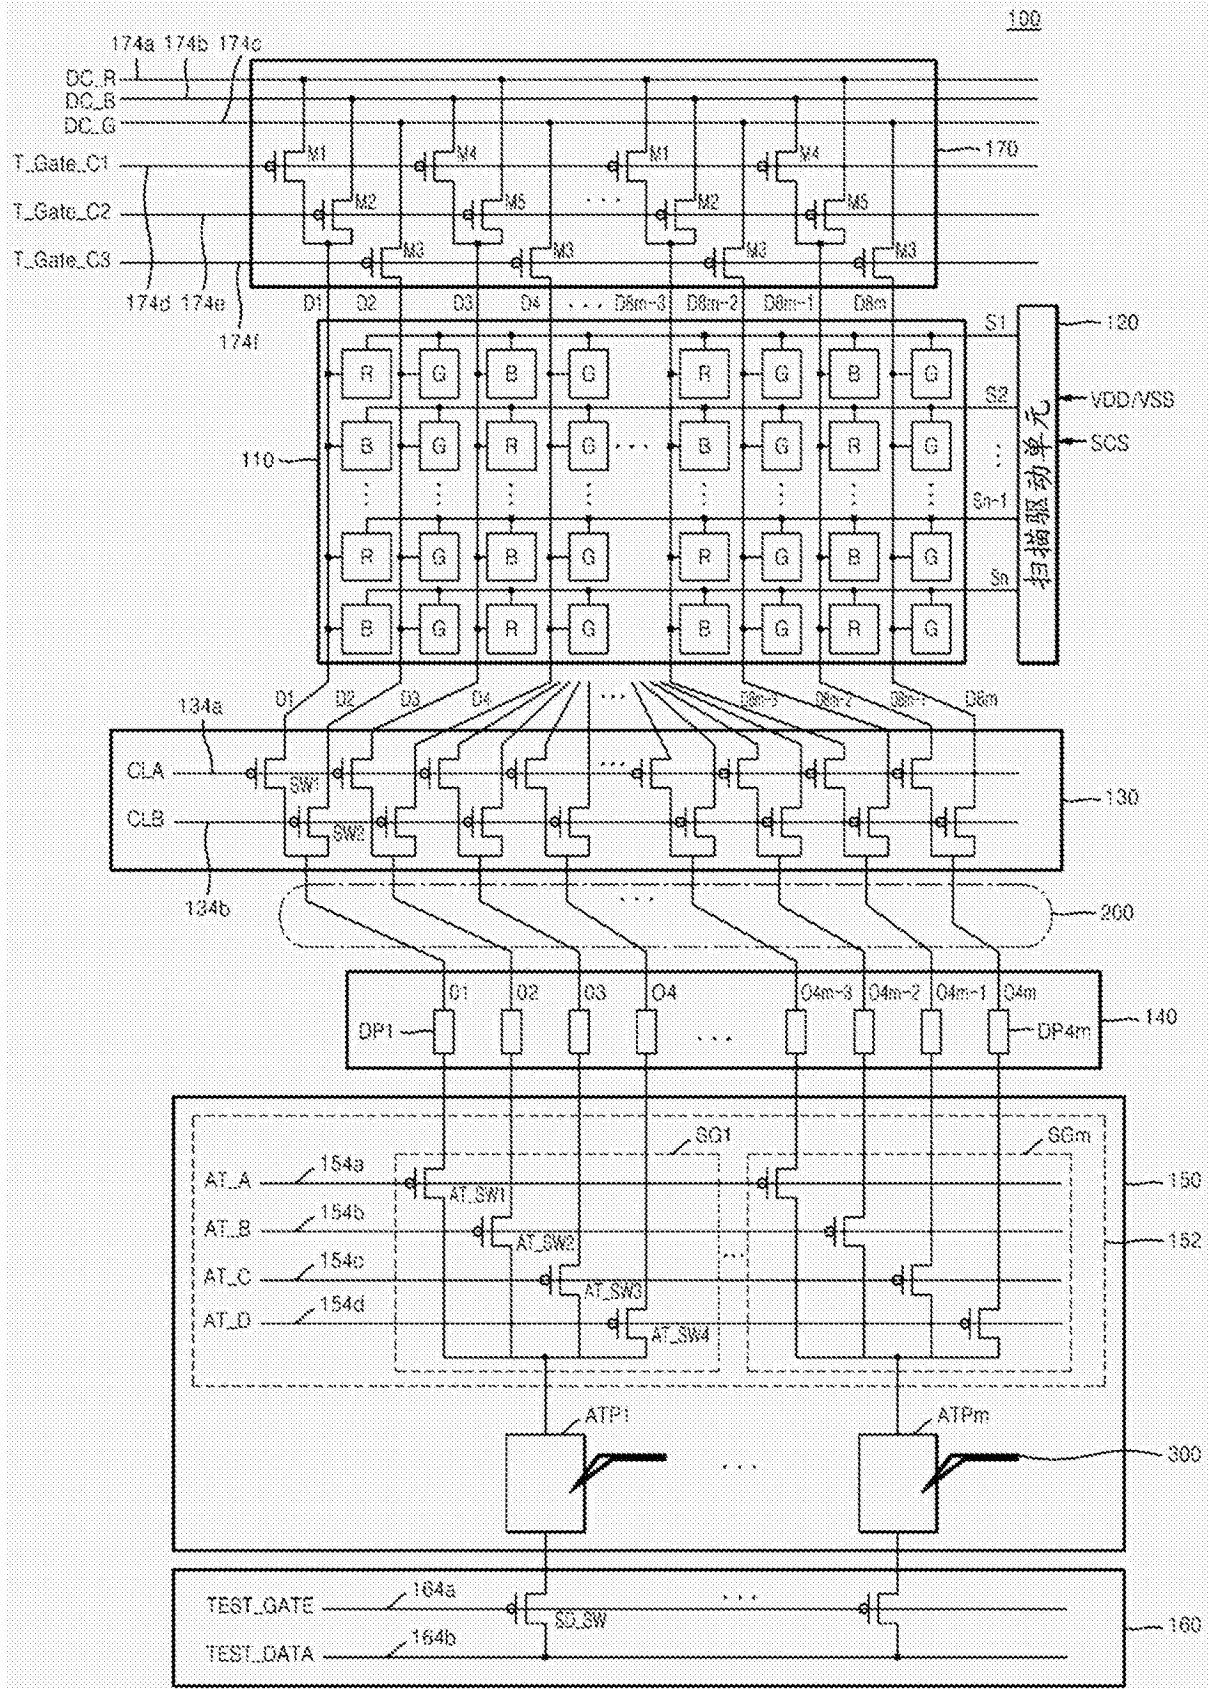 100
174a 174b 174c
DC_R
DC_B
DC_G
T_Gate_C1
M1 M4 M1 M4
170
T_Gate_C2
M2 M5 ... M2 M5
T_Gate_C3
M3 M3 M3 M3
174d 174e
174f
D1 D2 D3 D4 ... D8m-3 D8m-2 D8m-1 D8m
S1
120
R G B G R G B G
S2
VDD/VSS
SCS
扫描驱动单元
110
B G R G ... B G R G
Sn-1
R G B G R G B G
Sn
B G R G B G R G
D1 D2 D3 D4 ... D8m-3 D8m-2 D8m-1 D8m
134a
CLA
SW1
...
130
CLB
SW2
134b
...
200
O1 O2 O3 O4 O4m-3 O4m-2 O4m-1 O4m
DP1
...
DP4m
140
SG1 SGm
AT_A 154a
AT_SW1
150
AT_B 154b
AT_SW2
152
AT_C 154c
AT_SW3
AT_D 154d
AT_SW4
ATP1 ATPm
...
300
TEST_GATE 164a
SD_SW
...
160
TEST_DATA 164b